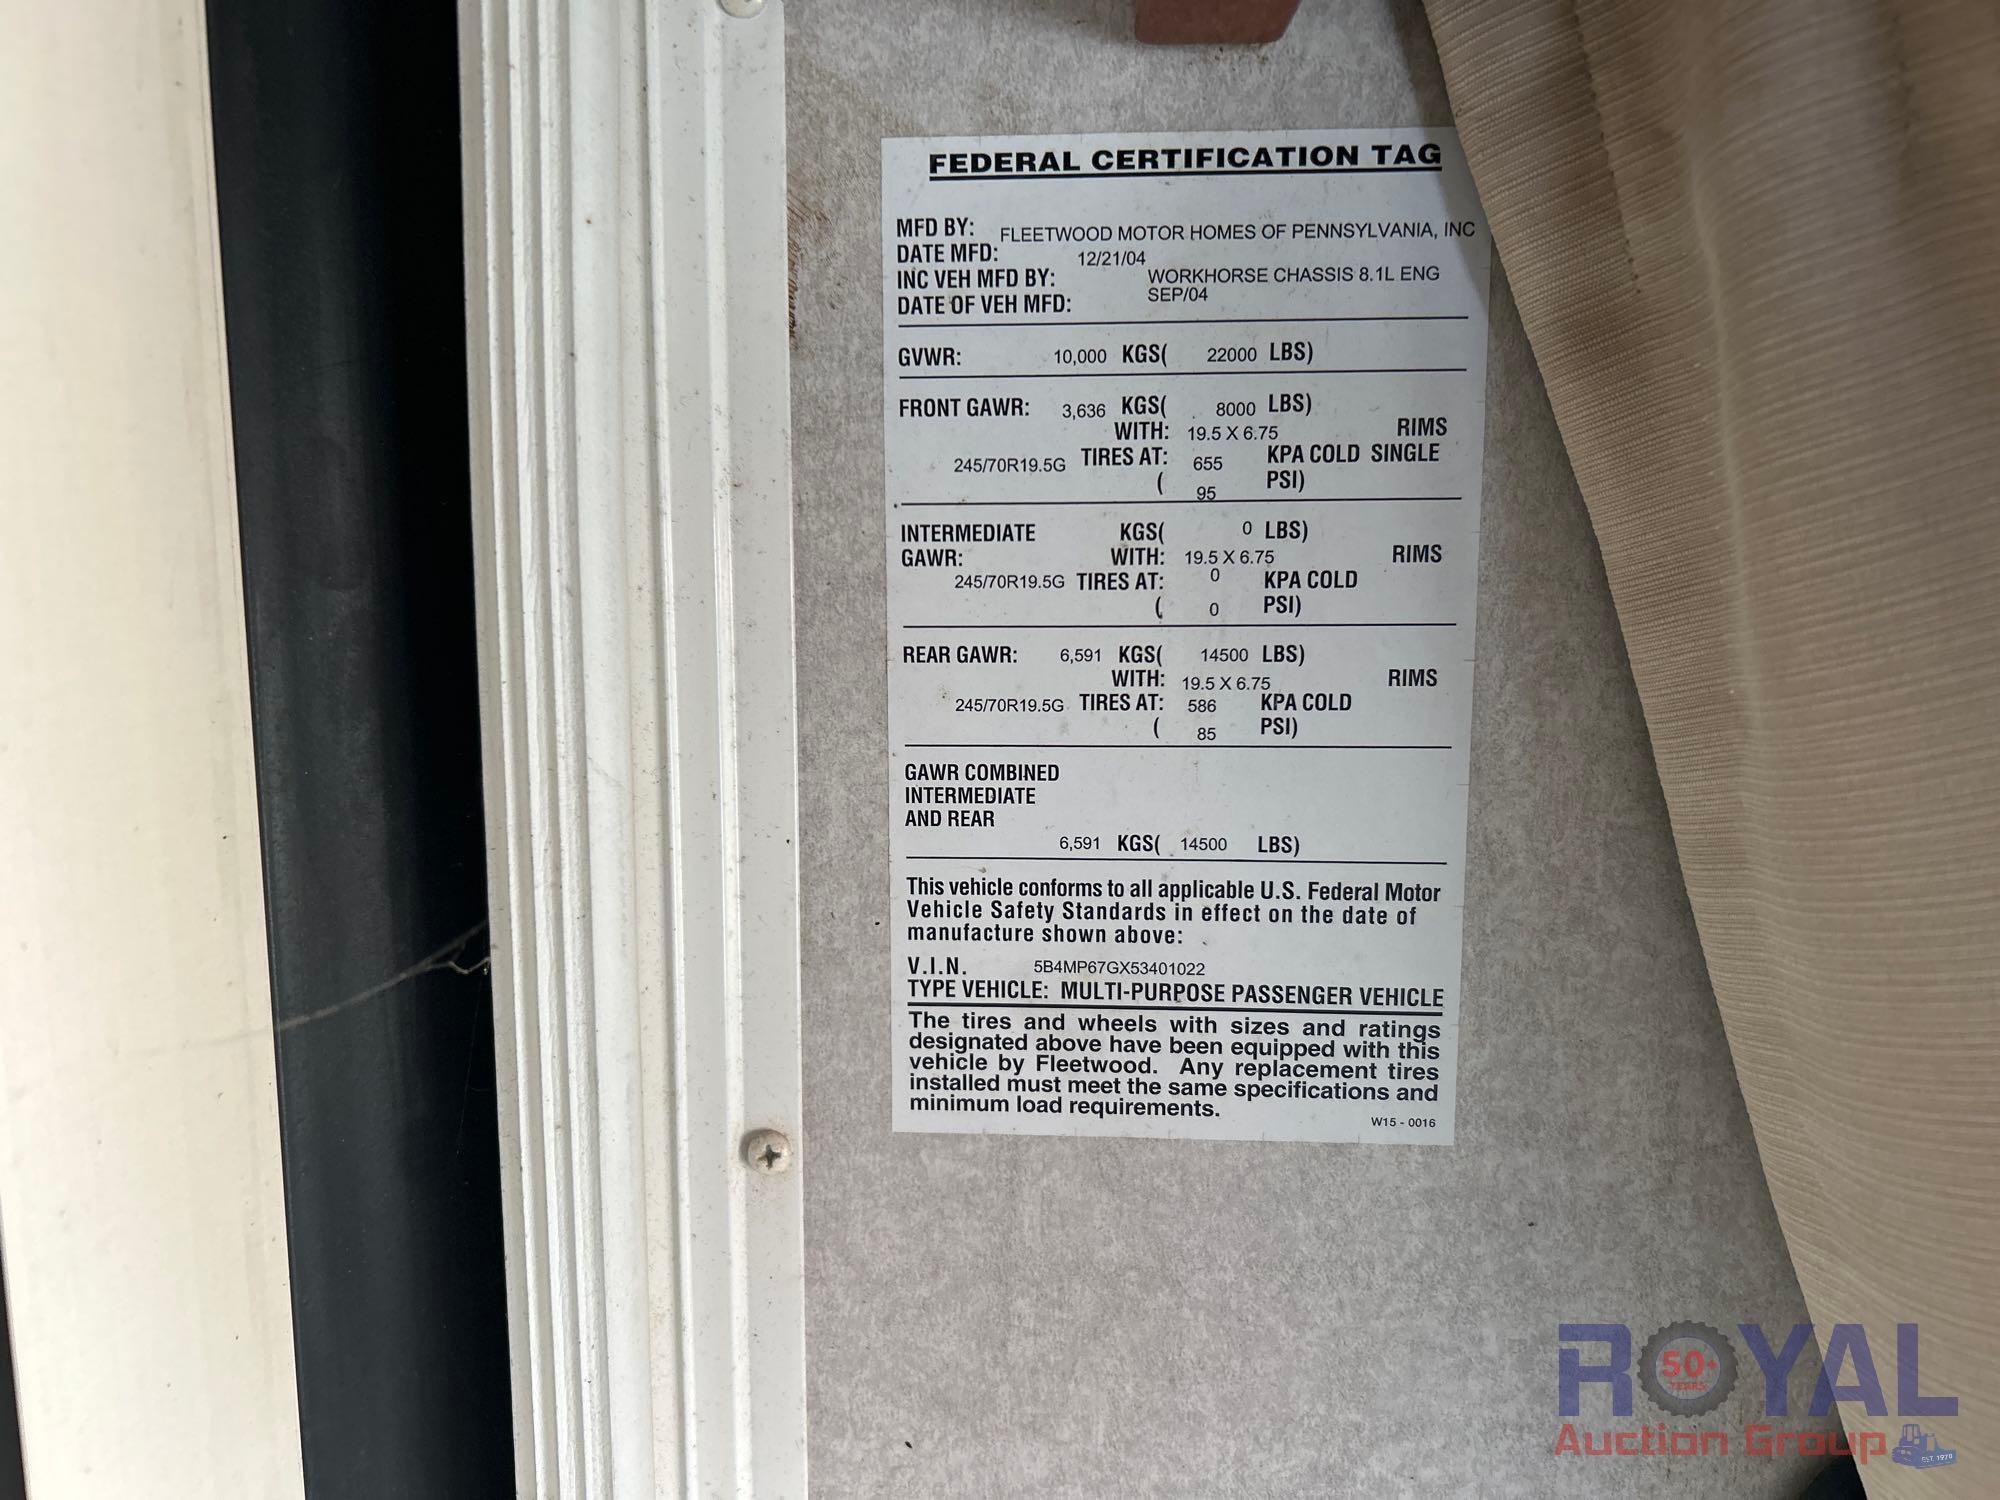 FEDERAL CERTIFICATION TAG
MFD BY: FLEETWOOD MOTOR HOMES OF PENNSYLVANIA, INC
DATE MFD: 12/21/04
INC VEH MFD BY: WORKHORSE CHASSIS 8.1L ENG
DATE OF VEH MFD: SEP/04
GVWR: 10,000 KGS( 22000 LBS)
FRONT GAWR: 3,636 KGS( 8000 LBS)
WITH: 19.5 X 6.75 RIMS
245/70R19.5G TIRES AT: 655 KPA COLD SINGLE
( 95 PSI)
INTERMEDIATE KGS( 0 LBS)
GAWR: WITH: 19.5 X 6.75 RIMS
245/70R19.5G TIRES AT: 0 KPA COLD
( 0 PSI)
REAR GAWR: 6,591 KGS( 14500 LBS)
WITH: 19.5 X 6.75 RIMS
245/70R19.5G TIRES AT: 586 KPA COLD
( 85 PSI)
GAWR COMBINED
INTERMEDIATE
AND REAR
6,591 KGS( 14500 LBS)
This vehicle conforms to all applicable U.S. Federal Motor
Vehicle Safety Standards in effect on the date of
manufacture shown above:
V.I.N. 5B4MP67GX53401022
TYPE VEHICLE: MULTI-PURPOSE PASSENGER VEHICLE
The tires and wheels with sizes and ratings
designated above have been equipped with this
vehicle by Fleetwood. Any replacement tires
installed must meet the same specifications and
minimum load requirements.
W15 - 0016
ROYAL
50+
YEARS
Auction Group
EST. 1970